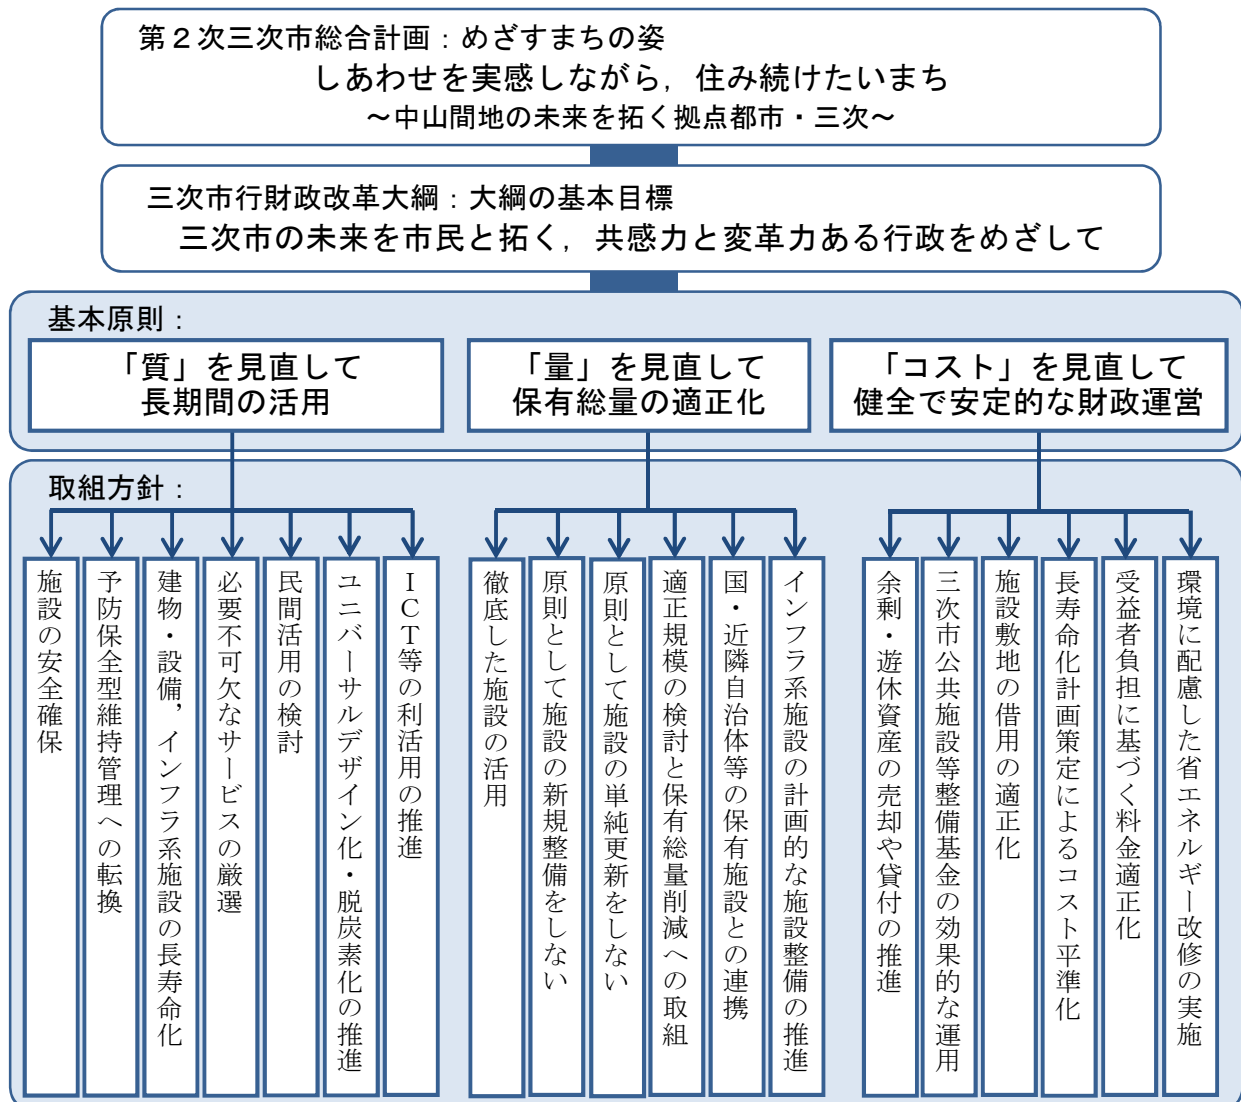 第２次三次市総合計画：めざすまちの姿
しあわせを実感しながら，住み続けたいまち
～中山間地の未来を拓く拠点都市・三次～
三次市行財政改革大綱：大綱の基本目標
三次市の未来を市民と拓く，共感力と変革力ある行政をめざして
基本原則：
「質」を見直して
長期間の活用
「量」を見直して
保有総量の適正化
「コスト」を見直して
健全で安定的な財政運営
取組方針：
施設の安全確保
予防保全型維持管理への転換
建物・設備，インフラ系施設の長寿命化
必要不可欠なサービスの厳選
民間活用の検討
ユニバーサルデザイン化・脱炭素化の推進
ＩＣＴ等の利活用の推進
徹底した施設の活用
原則として施設の新規整備をしない
原則として施設の単純更新をしない
適正規模の検討と保有総量削減への取組
国・近隣自治体等の保有施設との連携
インフラ系施設の計画的な施設整備の推進
余剰・遊休資産の売却や貸付の推進
三次市公共施設等整備基金の効果的な運用
施設敷地の借用の適正化
長寿命化計画策定によるコスト平準化
受益者負担に基づく料金適正化
環境に配慮した省エネルギー改修の実施